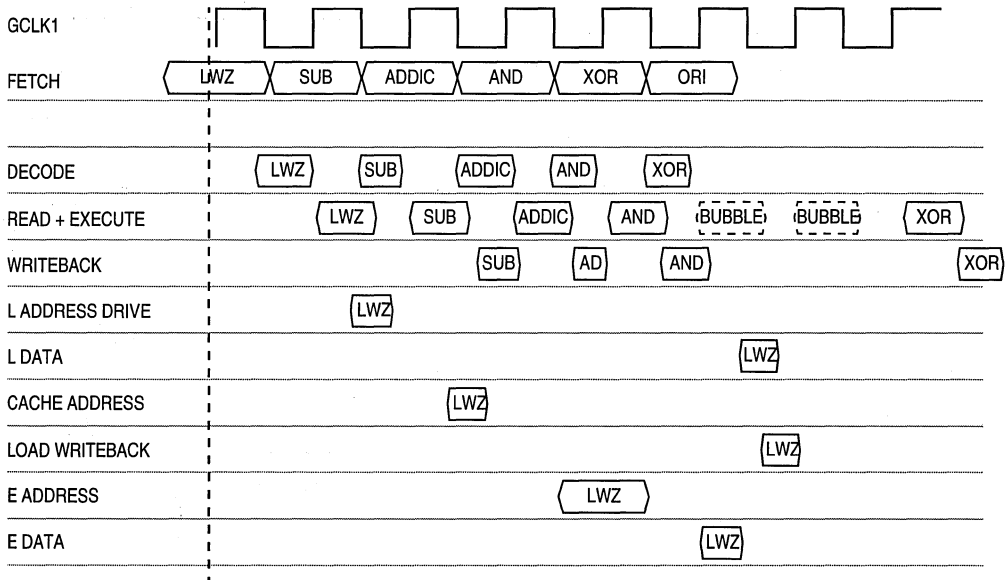 GCLK1
FETCH LWZ SUB ADDIC AND XOR ORI
DECODE LWZ SUB ADDIC AND XOR
READ + EXECUTE LWZ SUB ADDIC AND BUBBLE BUBBLE XOR
WRITEBACK SUB AD AND XOR
L ADDRESS DRIVE LWZ
L DATA LWZ
CACHE ADDRESS LWZ
LOAD WRITEBACK LWZ
E ADDRESS LWZ
E DATA LWZ